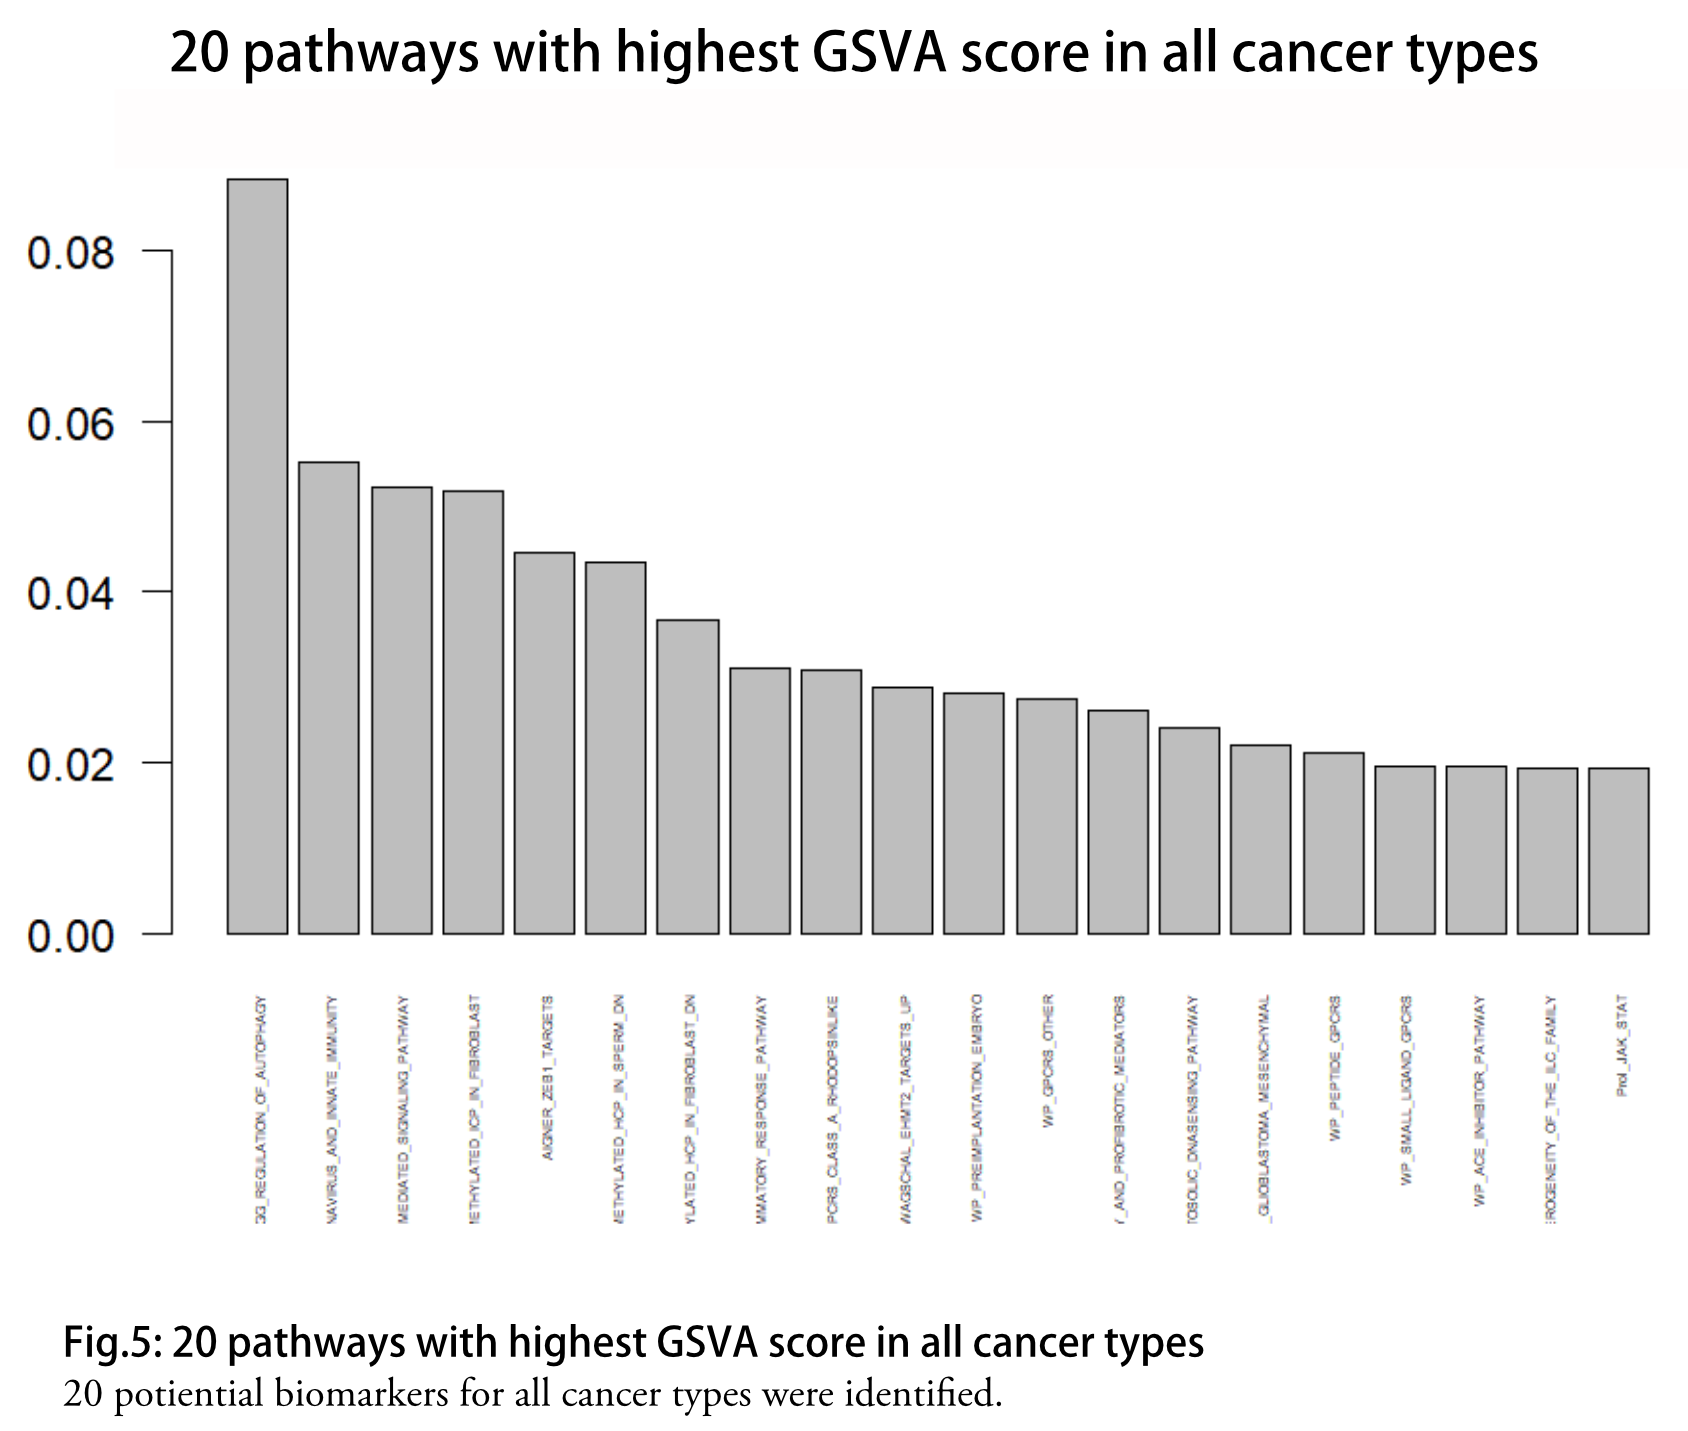 20 pathways with highest GSVA score in all cancer types
0.08
0.06
0.04
0.02
0.00
GG_REGULATION_OF_AUTOPHAGY
NAVIRUS_AND_INNATE_IMMUNITY
MEDIATED_SIGNALING_PATHWAY
METHYLATED_ICP_IN_FIBROBLAST
AIGNER_ZEB1_TARGETS
METHYLATED_HCP_IN_SPERM_DN
YLATED_HCP_IN_FIBROBLAST_DN
MMATORY_RESPONSE_PATHWAY
PCRS_CLASS_A_RHODOPSINLIKE
WAGSCHAL_EHMT2_TARGETS_UP
WP_PREIMPLANTATION_EMBRYO
WP_GPCRS_OTHER
Y_AND_PROFIBROTIC_MEDIATORS
TOSOLIC_DNASENSING_PATHWAY
_GLIOBLASTOMA_MESENCHYMAL
WP_PEPTIDE_GPCRS
WP_SMALL_LIGAND_GPCRS
WP_ACE_INHIBITOR_PATHWAY
EROGENEITY_OF_THE_ILC_FAMILY
Prol_JAK_STAT
Fig.5: 20 pathways with highest GSVA score in all cancer types
20 potiential biomarkers for all cancer types were identified.